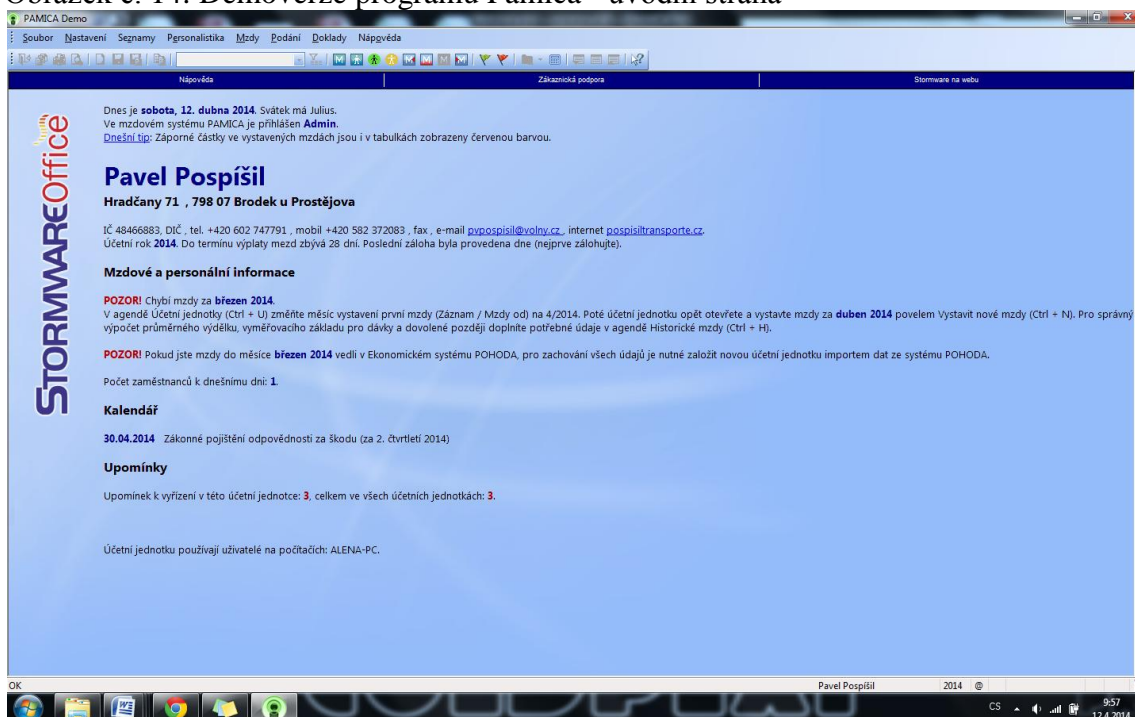 Obrázek č. 14: Demoverze programu Pamica - úvodní strana
PAMICA Demo
Soubor Nastavení Seznamy Personalistika Mzdy Podání Doklady Nápověda
Nápověda Zákaznická podpora Stormware na webu
STORMWARE Office
Dnes je sobota, 12. dubna 2014. Svátek má Julius.
Ve mzdovém systému PAMICA je přihlášen Admin.
Dnešní tip: Záporné částky ve vystavených mzdách jsou i v tabulkách zobrazeny červenou barvou.
Pavel Pospíšil
Hradčany 71 , 798 07 Brodek u Prostějova
IČ 48466883, DIČ , tel. +420 602 747791 , mobil +420 582 372083 , fax , e-mail pvpospisil@volny.cz , internet pospisiltransporte.cz.
Účetní rok 2014. Do termínu výplaty mezd zbývá 28 dní. Poslední záloha byla provedena dne (nejprve zálohujte).
Mzdové a personální informace
POZOR! Chybí mzdy za březen 2014.
V agendě Účetní jednotky (Ctrl + U) změňte měsíc vystavení první mzdy (Záznam / Mzdy od) na 4/2014. Poté účetní jednotku opět otevřete a vystavte mzdy za duben 2014 povelem Vystavit nové mzdy (Ctrl + N). Pro správný
výpočet průměrného výdělku, vyměřovacího základu pro dávky a dovolené později doplníte potřebné údaje v agendě Historické mzdy (Ctrl + H).
POZOR! Pokud jste mzdy do měsíce březen 2014 vedli v Ekonomickém systému POHODA, pro zachování všech údajů je nutné založit novou účetní jednotku importem dat ze systému POHODA.
Počet zaměstnanců k dnešnímu dni: 1.
Kalendář
30.04.2014 Zákonné pojištění odpovědnosti za škodu (za 2. čtvrtletí 2014)
Upomínky
Upomínek k vyřízení v této účetní jednotce: 3, celkem ve všech účetních jednotkách: 3.
Účetní jednotku používají uživatelé na počítačích: ALENA-PC.
OK Pavel Pospíšil 2014 @
CS 9:57
12.4.2014